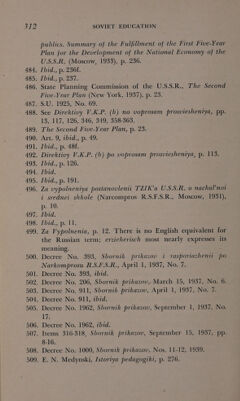 312 SOVIET EDUCATION
publics. Summary of the Fulfillment of the First Five-Year
Plan for the Development of the National Economy of the
U.S.S.R. (Moscow, 1933), p. 236.
484. Ibid., p. 236f.
485. Ibid., p. 237.
486. State Planning Commission of the U.S.S.R., The Second
Five-Year Plan (New York, 1937), p. 23.
487. S.U. 1925, No. 69.
488. See Direktivy V.K.P. (b) no voprosam prosviesheniya, pp.
13, 117, 126, 346, 349, 358-363.
489. The Second Five-Year Plan, p. 23.
490. Art. 9, ibid., p. 49.
491. Ibid., p. 48f.
492. Direktivy V.K.P. (b) po voprosam prosviesheniya, p. 113.
493. Ibid., p. 126.
494. Ibid.
495. Ibid., p. 191.
496. Za vypolneniya postanovlenii TZIK'a U.S.S.R. o nachal'noi
i srednei shkole (Narcompros R.S.F.S.R., Moscow, 1931),
p. 10.
497. Ibid.
498. Ibid., p. 11.
499. Za Vypolnenia, p. 12. There is no English equivalent for
the Russian term; erzieherisch most nearly expresses its
meaning.
500. Decree No. 393, Sbornik prikazov i rasporiazhenii po
Narkomprosu R.S.F.S.R., April 1, 1937, No. 7.
501. Decree No. 393, ibid.
502. Decree No. 206, Sbornik prikazov, March 15, 1937, No. 6.
503. Decree No. 911, Sbornik prikazov, April 1, 1937, No. 7.
504. Decree No. 911, ibid.
505. Decree No. 1962, Sbornik prikazov, September 1, 1937, No.
17.
506. Decree No. 1962, ibid.
507. Items 316-318, Sbornik prikazov, September 15, 1937, pp.
8-16.
508. Decree No. 1000, Sbornik prikazov, Nos. 11-12, 1939.
509. E. N. Medynski, Istoriya pedagogiki, p. 276.